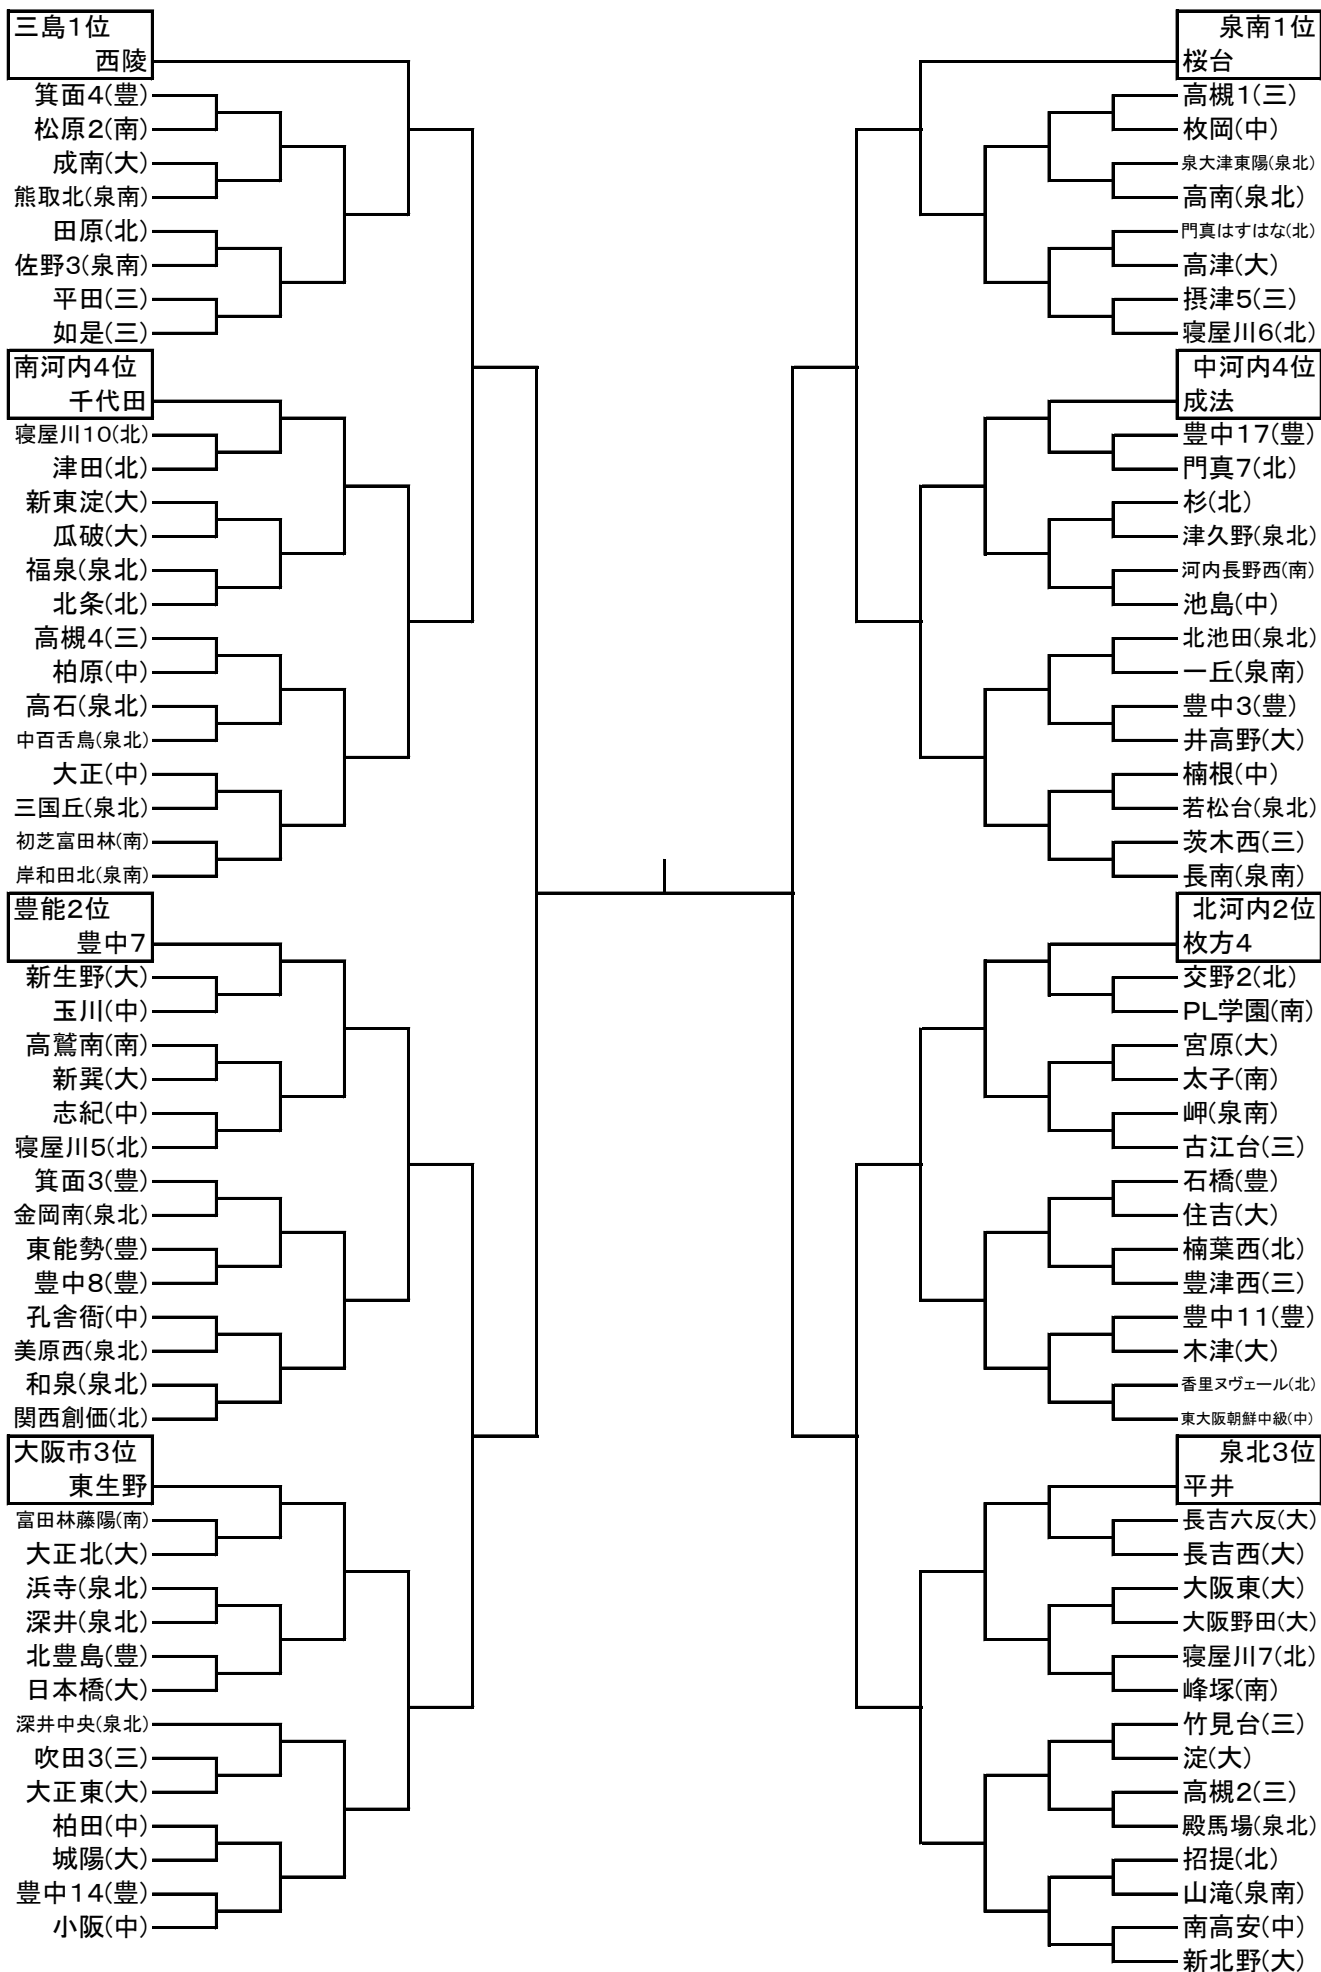 三島1位
西陵
箕面4(豊)
松原2(南)
成南(大)
熊取北(泉南)
田原(北)
佐野3(泉南)
平田(三)
如是(三)
南河内4位
千代田
寝屋川10(北)
津田(北)
新東淀(大)
瓜破(大)
福泉(泉北)
北条(北)
高槻4(三)
柏原(中)
高石(泉北)
中百舌鳥(泉北)
大正(中)
三国丘(泉北)
初芝富田林(南)
岸和田北(泉南)
豊能2位
豊中7
新生野(大)
玉川(中)
高鷲南(南)
新巽(大)
志紀(中)
寝屋川5(北)
箕面3(豊)
金岡南(泉北)
東能勢(豊)
豊中8(豊)
孔舎衙(中)
美原西(泉北)
和泉(泉北)
関西創価(北)
大阪市3位
東生野
富田林藤陽(南)
大正北(大)
浜寺(泉北)
深井(泉北)
北豊島(豊)
日本橋(大)
深井中央(泉北)
吹田3(三)
大正東(大)
柏田(中)
城陽(大)
豊中14(豊)
小阪(中)
泉南1位
桜台
高槻1(三)
枚岡(中)
泉大津東陽(泉北)
高南(泉北)
門真はすはな(北)
高津(大)
摂津5(三)
寝屋川6(北)
中河内4位
成法
豊中17(豊)
門真7(北)
杉(北)
津久野(泉北)
河内長野西(南)
池島(中)
北池田(泉北)
一丘(泉南)
豊中3(豊)
井高野(大)
楠根(中)
若松台(泉北)
茨木西(三)
長南(泉南)
北河内2位
枚方4
交野2(北)
PL学園(南)
宮原(大)
太子(南)
岬(泉南)
古江台(三)
石橋(豊)
住吉(大)
楠葉西(北)
豊津西(三)
豊中11(豊)
木津(大)
香里ヌヴェール(北)
東大阪朝鮮中級(中)
泉北3位
平井
長吉六反(大)
長吉西(大)
大阪東(大)
大阪野田(大)
寝屋川7(北)
峰塚(南)
竹見台(三)
淀(大)
高槻2(三)
殿馬場(泉北)
招提(北)
山滝(泉南)
南高安(中)
新北野(大)